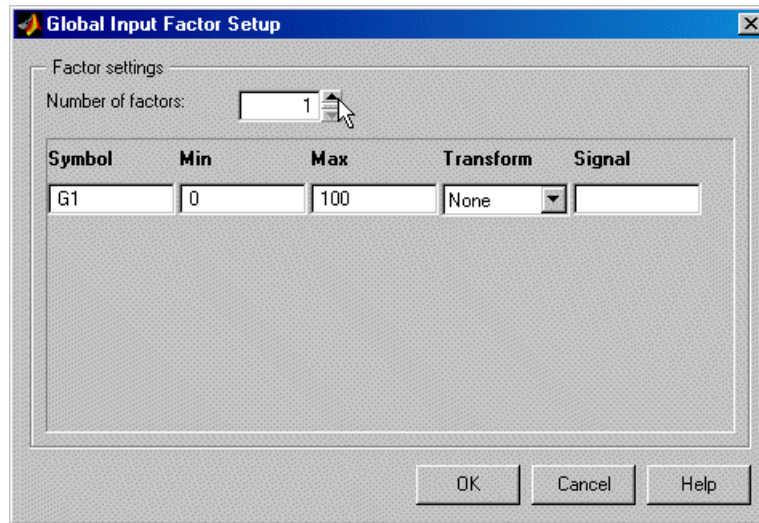 Global Input Factor Setup
Factor settings
Number of factors: 1
Symbol Min Max Transform Signal
G1 0 100 None
OK Cancel Help